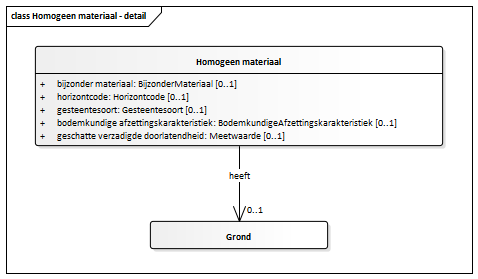 class Homogeen materiaal - detail
Homogeen materiaal
+ bijzonder materiaal: BijzonderMateriaal [0..1]
+ horizontcode: Horizontcode [0..1]
+ gesteentesoort: Gesteentesoort [0..1]
+ bodemkundige afzettingskarakteristiek: BodemkundigeAfzettingskarakteristiek [0..1]
+ geschatte verzadigde doorlatendheid: Meetwaarde [0..1]
heeft
0..1
Grond